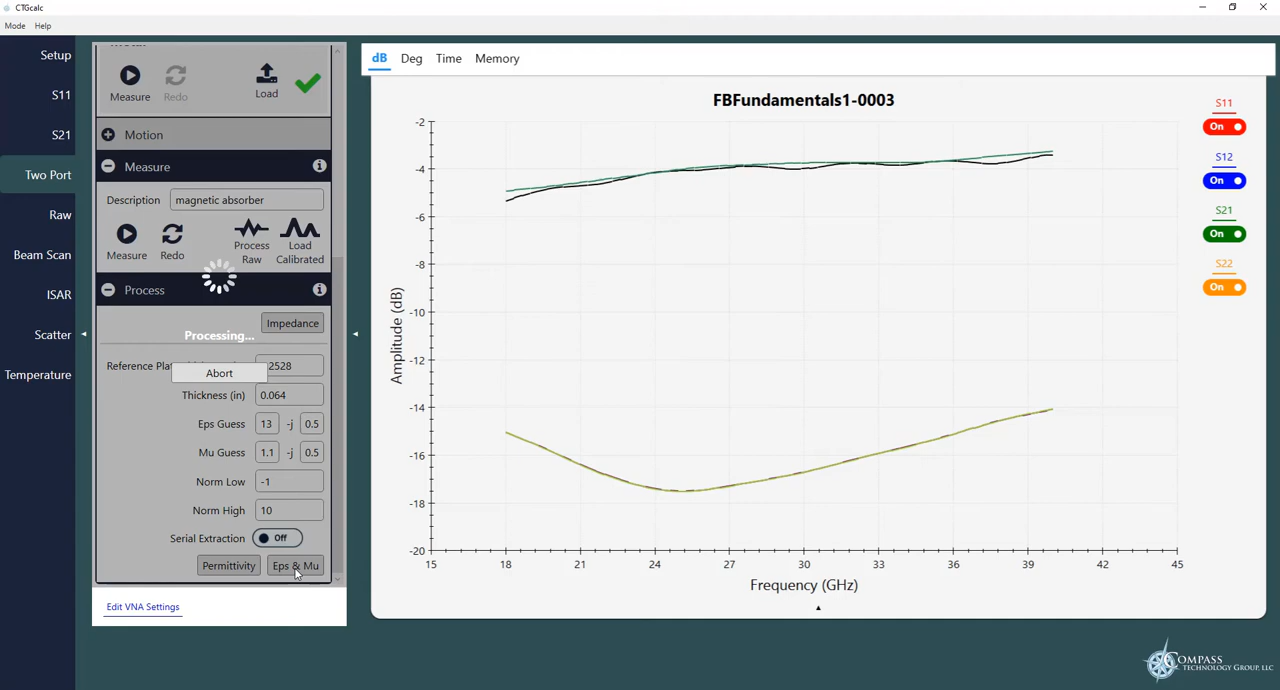 CTGcalc
Mode Help
Setup
S11
S21
Two Port
Raw
Beam Scan
ISAR
Scatter
Temperature
Measure Redo Load
Motion
Measure
Description magnetic absorber
Measure Redo Process Raw Load Calibrated
Process
Impedance
Processing...
Reference 2528
Abort
Thickness (in) 0.064
Eps Guess 13 -j 0.5
Mu Guess 1.1 -j 0.5
Norm Low -1
Norm High 10
Serial Extraction Off
Permittivity Eps & Mu
Edit VNA Settings
dB Deg Time Memory
FBFundamentals1-0003
Amplitude (dB)
-2
-4
-6
-8
-10
-12
-14
-16
-18
-20
15 18 21 24 27 30 33 36 39 42 45
Frequency (GHz)
S11
On
S12
On
S21
On
S22
On
COMPASS
TECHNOLOGY GROUP, LLC